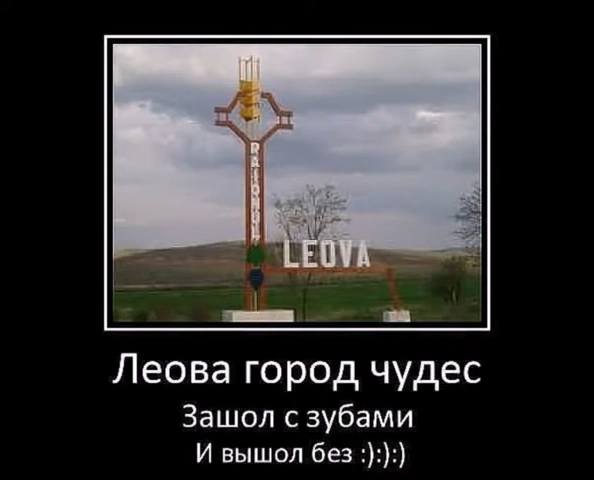 RAIONUL
LEOVA
Леова город чудес
Зашол с зубами
И вышол без :):):)